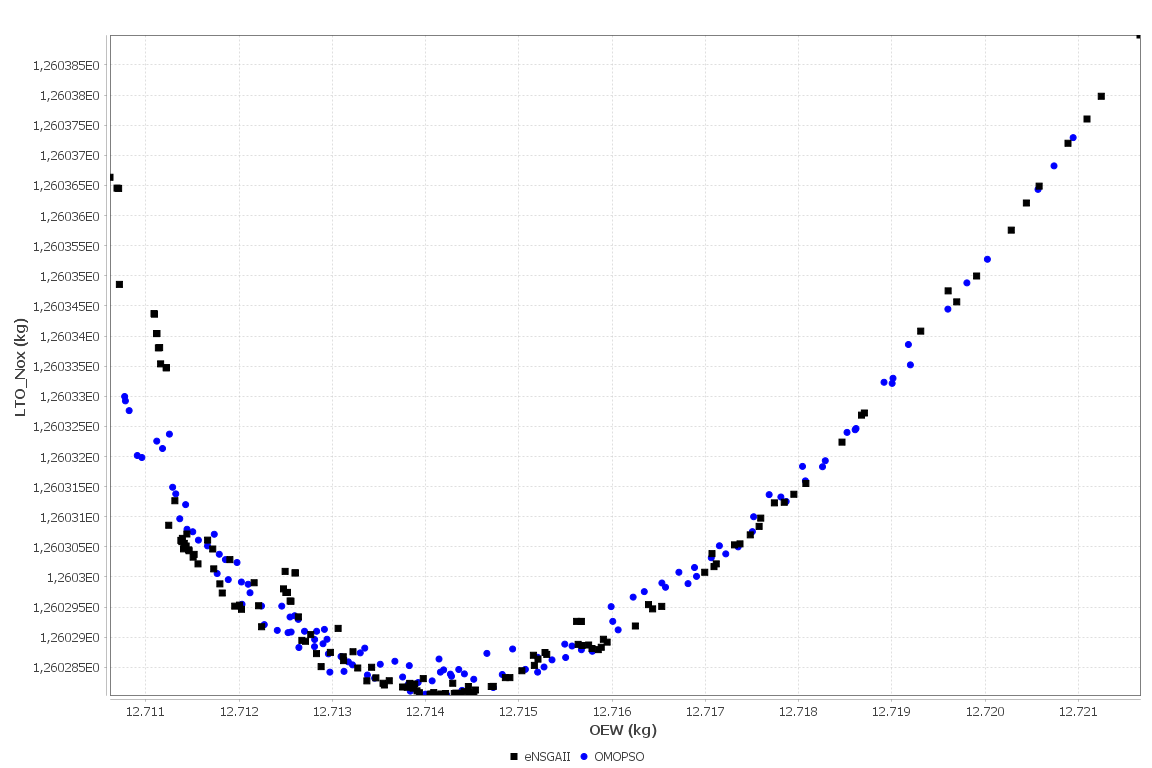 1,260385E0
1,26038E0
1,260375E0
1,26037E0
1,260365E0
1,26036E0
1,260355E0
1,26035E0
1,260345E0
1,26034E0
1,260335E0
1,26033E0
1,260325E0
1,26032E0
1,260315E0
1,26031E0
1,260305E0
1,2603E0
1,260295E0
1,26029E0
1,260285E0
LTO_Nox (kg)
12.711 12.712 12.713 12.714 12.715 12.716 12.717 12.718 12.719 12.720 12.721
OEW (kg)
eNSGAII OMOPSO